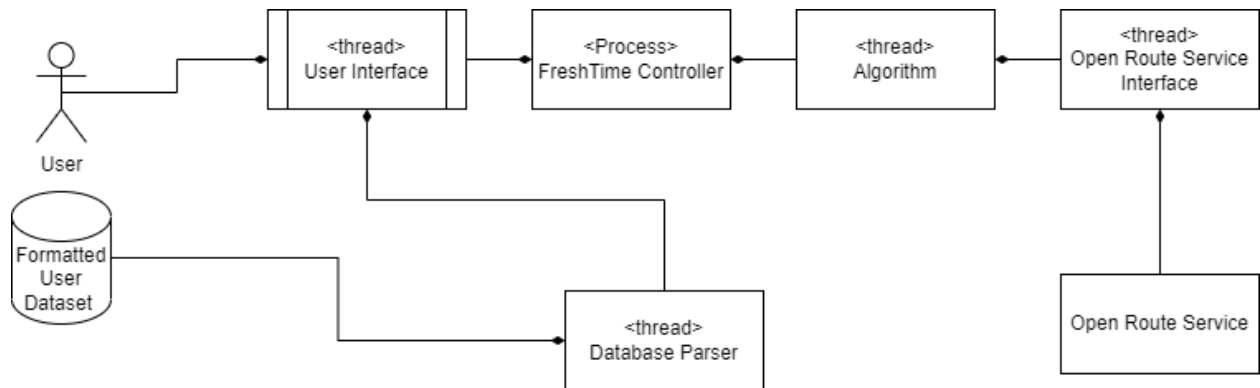 <thread>
User Interface
<Process>
FreshTime Controller
<thread>
Algorithm
<thread>
Open Route Service
Interface
User
Formatted
User
Dataset
<thread>
Database Parser
Open Route Service